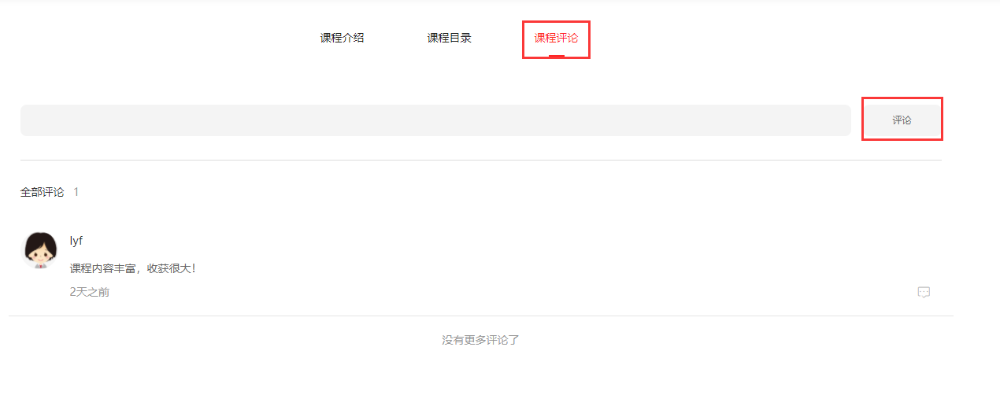 课程介绍 课程目录 课程评论
评论
全部评论 1
lyf
课程内容丰富，收获很大！
2天之前
没有更多评论了